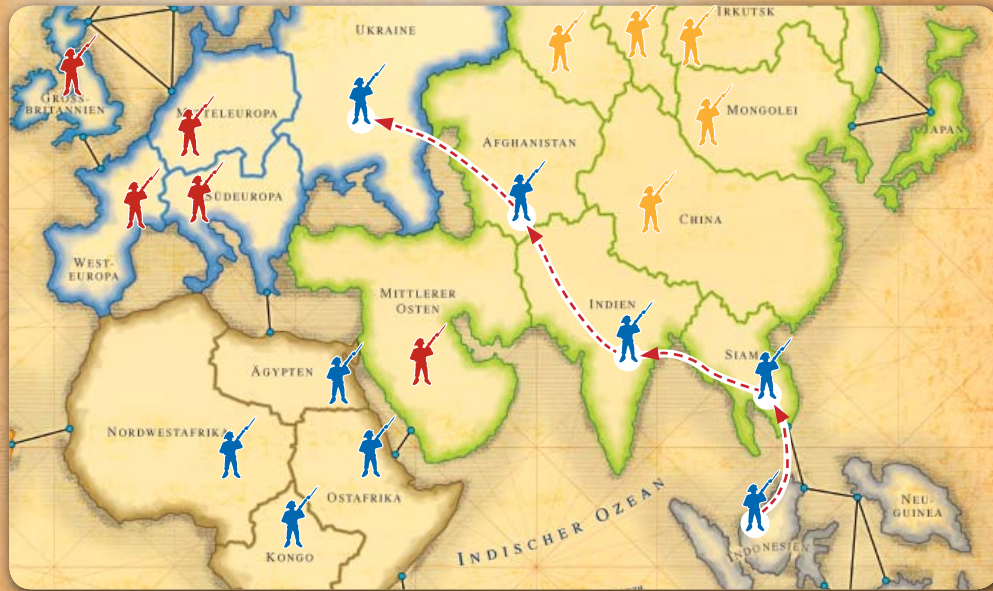 IRKUTSK
UKRAINE
GROSS-
BRITANNIEN
MITTELEUROPA
MONGOLEI
JAPAN
AFGHANISTAN
SÜDEUROPA
CHINA
WEST-
EUROPA
MITTLERER
OSTEN
INDIEN
SIAM
ÄGYPTEN
NORDWESTAFRIKA
OSTAFRIKA
NEU-
GUINEA
INDISCHER OZEAN
KONGO
INDONESIEN